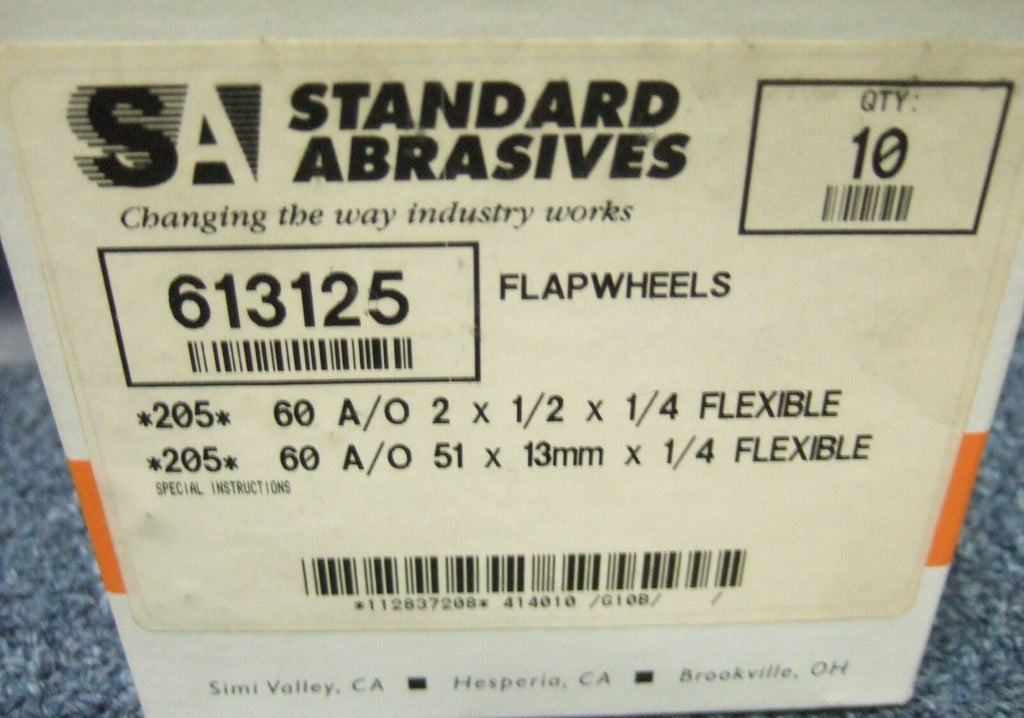 SA STANDARD
ABRASIVES
Changing the way industry works
QTY:
10
613125
FLAPWHEELS
*205* 60 A/O 2 x 1/2 x 1/4 FLEXIBLE
*205* 60 A/O 51 x 13mm x 1/4 FLEXIBLE
SPECIAL INSTRUCTIONS
*112837208* 414010 /G10B/ /
Simi Valley, CA ■ Hesperia, CA ■ Brookville, OH